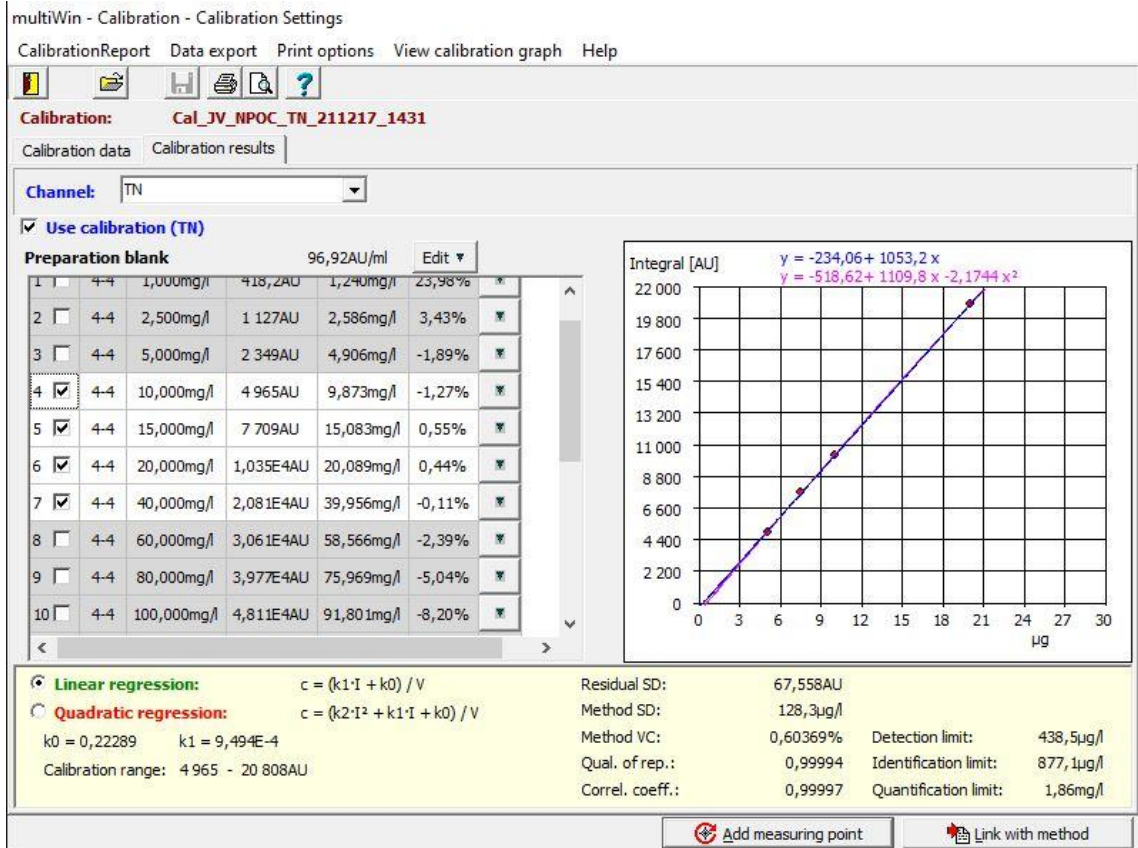 multiWin - Calibration - Calibration Settings
CalibrationReport Data export Print options View calibration graph Help
Calibration: Cal_JV_NPOC_TN_211217_1431
Calibration data Calibration results
Channel: TN
Use calibration (TN)
Preparation blank 96,92AU/ml Edit
1 4-4 1,000mg/l 418,2AU 1,240mg/l 23,98%
2 4-4 2,500mg/l 1 127AU 2,586mg/l 3,43%
3 4-4 5,000mg/l 2 349AU 4,906mg/l -1,89%
4 4-4 10,000mg/l 4 965AU 9,873mg/l -1,27%
5 4-4 15,000mg/l 7 709AU 15,083mg/l 0,55%
6 4-4 20,000mg/l 1,035E4AU 20,089mg/l 0,44%
7 4-4 40,000mg/l 2,081E4AU 39,956mg/l -0,11%
8 4-4 60,000mg/l 3,061E4AU 58,566mg/l -2,39%
9 4-4 80,000mg/l 3,977E4AU 75,969mg/l -5,04%
10 4-4 100,000mg/l 4,811E4AU 91,801mg/l -8,20%
Integral [AU]
y = -234,06+ 1053,2 x
y = -518,62+ 1109,8 x -2,1744 x²
22 000
19 800
17 600
15 400
13 200
11 000
8 800
6 600
4 400
2 200
0
0 3 6 9 12 15 18 21 24 27 30
µg
Linear regression: c = (k1·I + k0) / V
Quadratic regression: c = (k2·I² + k1·I + k0) / V
k0 = 0,22289 k1 = 9,494E-4
Calibration range: 4 965 - 20 808AU
Residual SD: 67,558AU
Method SD: 128,3µg/l
Method VC: 0,60369% Detection limit: 438,5µg/l
Qual. of rep.: 0,99994 Identification limit: 877,1µg/l
Correl. coeff.: 0,99997 Quantification limit: 1,86mg/l
Add measuring point Link with method